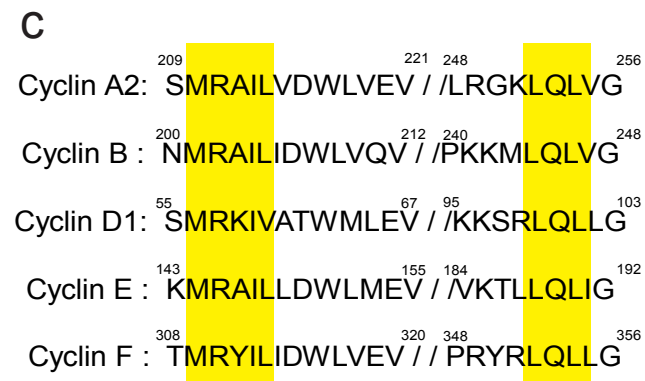 C
209 221 248 256
Cyclin A2: SMRAILVDWLVEV / /LRGKLQLVG
200 212 240 248
Cyclin B : NMRAILIDWLVQV/ /PKKMLQLVG
55 67 95 103
Cyclin D1: SMRKIVATWMLEV / /KKSRLQLLG
143 155 184 192
Cyclin E : KMRAILLDWLMEV / /VKTLLQLIG
308 320 348 356
Cyclin F : TMRYILIDWLVEV/ / PRYRLQLLG